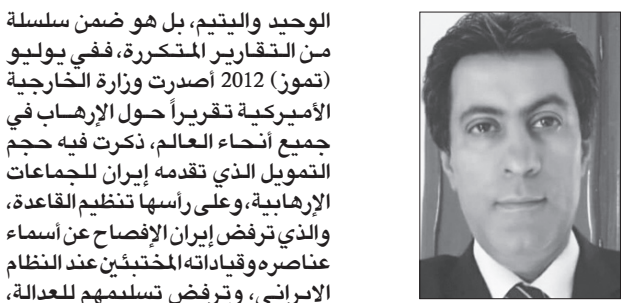 الوحيد واليتيم، بل هو ضمن سلسلة
من التقارير المتكررة، ففي يوليو
(تموز) 2012 أصدرت وزارة الخارجية
الأميركية تقريراً حول الإرهاب في
جميع أنحاء العالم، ذكرت فيه حجم
التمويل الذي تقدمه إيران للجماعات
الإرهابية، وعلى رأسها تنظيم القاعدة،
والذي ترفض إيران الإفصاح عن أسماء
عناصره وقياداته المختبئين عند النظام
الإيراني، وترفض تسليمهم للعدالة،